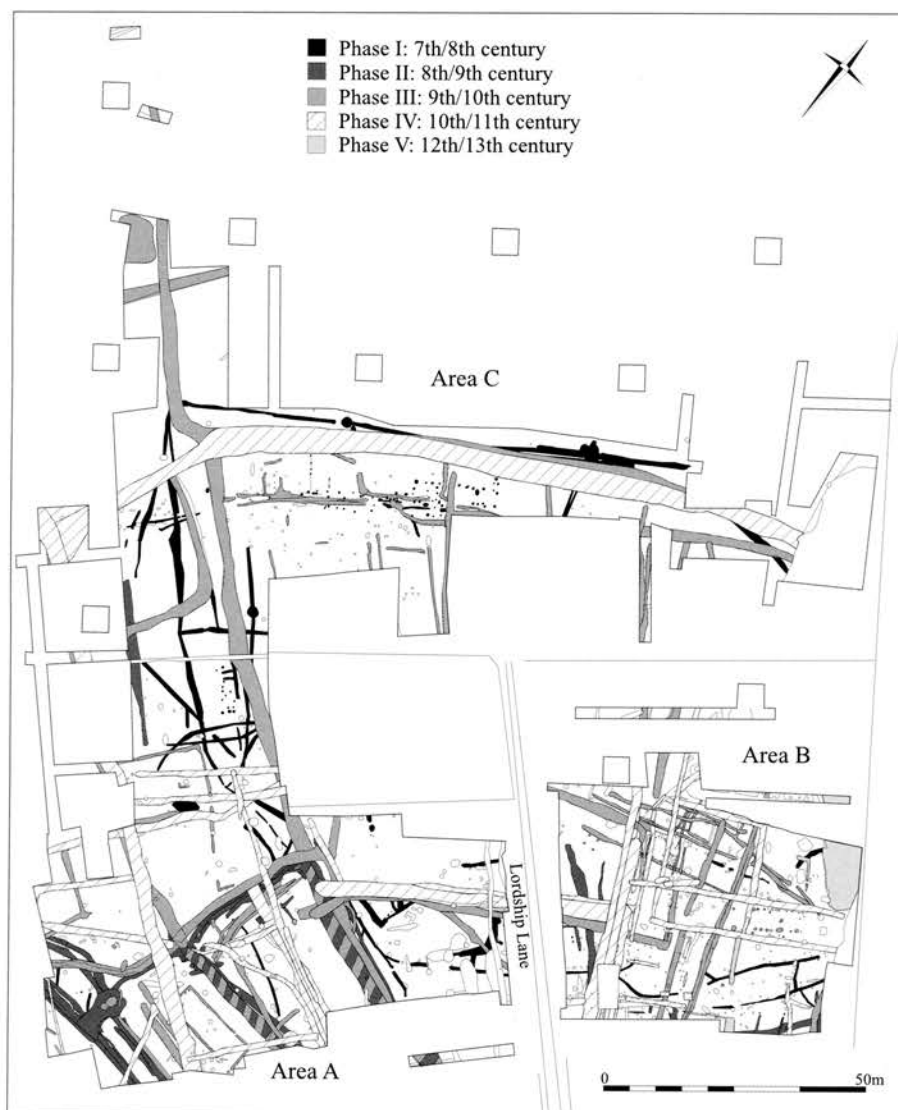 Phase I: 7th/8th century
Phase II: 8th/9th century
Phase III: 9th/10th century
Phase IV: 10th/11th century
Phase V: 12th/13th century
Area C
Area B
Lordship Lane
Area A
0
50m